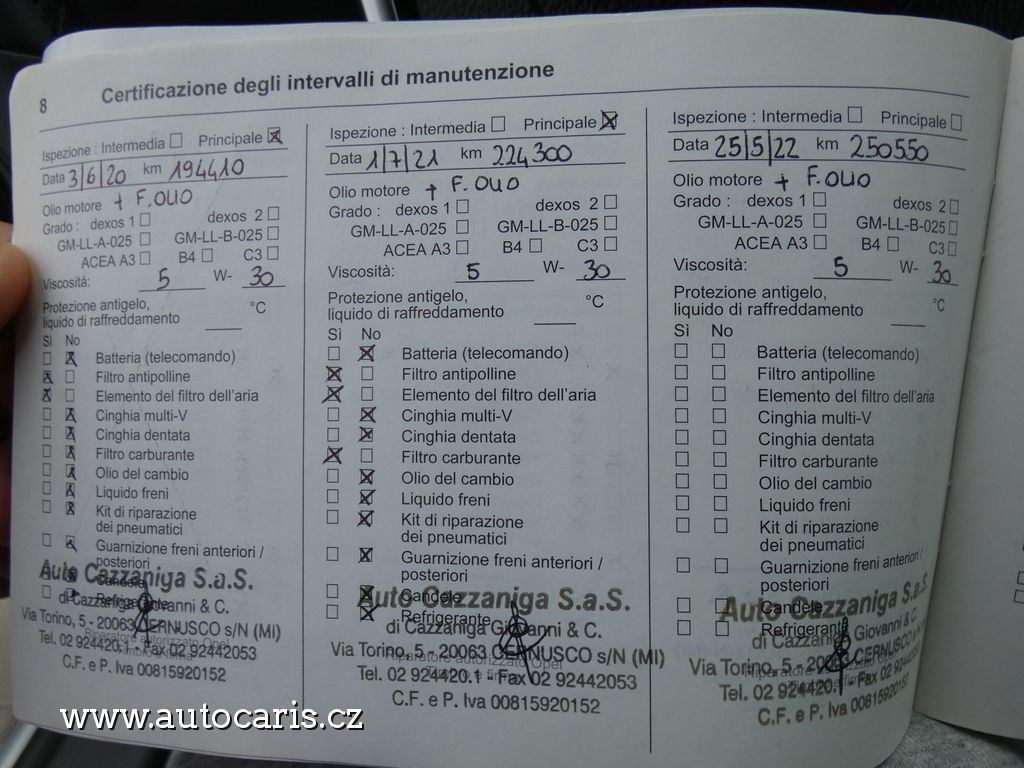 8 Certificazione degli intervalli di manutenzione
Ispezione : Intermedia ☐ Principale ☒
Data 3/6/20 km 194410
Olio motore + F.OLIO
Grado : dexos 1 ☐ dexos 2 ☐
GM-LL-A-025 ☐ GM-LL-B-025 ☐
ACEA A3 ☐ B4 ☐ C3 ☐
Viscosità: 5 W- 30
Protezione antigelo,
liquido di raffreddamento ___ °C
Sì No
☐ ☒ Batteria (telecomando)
☒ ☐ Filtro antipolline
☒ ☐ Elemento del filtro dell'aria
☐ ☒ Cinghia multi-V
☐ ☒ Cinghia dentata
☐ ☒ Filtro carburante
☐ ☒ Olio del cambio
☐ ☒ Liquido freni
☐ ☒ Kit di riparazione
dei pneumatici
☐ ☒ Guarnizione freni anteriori /
posteriori
Candele
Refrigerante
Auto Cazzaniga S.a.S.
di Cazzaniga Giovanni & C.
Via Torino, 5 - 20063 CERNUSCO s/N (MI)
Riparatore autorizzato Opel
Tel. 02 924420.1 - Fax 02 92442053
C.F. e P. Iva 00815920152
Ispezione : Intermedia ☐ Principale ☒
Data 1/7/21 km 224300
Olio motore + F.OLIO
Grado : dexos 1 ☐ dexos 2 ☐
GM-LL-A-025 ☐ GM-LL-B-025 ☐
ACEA A3 ☐ B4 ☐ C3 ☐
Viscosità: 5 W- 30
Protezione antigelo,
liquido di raffreddamento ___ °C
Sì No
☐ ☒ Batteria (telecomando)
☒ ☐ Filtro antipolline
☒ ☐ Elemento del filtro dell'aria
☐ ☒ Cinghia multi-V
☐ ☒ Cinghia dentata
☒ ☐ Filtro carburante
☐ ☒ Olio del cambio
☐ ☒ Liquido freni
☐ ☒ Kit di riparazione
dei pneumatici
☐ ☒ Guarnizione freni anteriori /
posteriori
☐ ☒ Candele
☐ ☒ Refrigerante
Auto Cazzaniga S.a.S.
di Cazzaniga Giovanni & C.
Via Torino, 5 - 20063 CERNUSCO s/N (MI)
Riparatore autorizzato Opel
Tel. 02 924420.1 - Fax 02 92442053
C.F. e P. Iva 00815920152
Ispezione : Intermedia ☐ Principale ☐
Data 25/5/22 km 250550
Olio motore + F.OLIO
Grado : dexos 1 ☐ dexos 2 ☐
GM-LL-A-025 ☐ GM-LL-B-025 ☐
ACEA A3 ☐ B4 ☐ C3 ☐
Viscosità: 5 W- 30
Protezione antigelo,
liquido di raffreddamento ___ °C
Sì No
☐ ☐ Batteria (telecomando)
☐ ☐ Filtro antipolline
☐ ☐ Elemento del filtro dell'aria
☐ ☐ Cinghia multi-V
☐ ☐ Cinghia dentata
☐ ☐ Filtro carburante
☐ ☐ Olio del cambio
☐ ☐ Liquido freni
☐ ☐ Kit di riparazione
dei pneumatici
☐ ☐ Guarnizione freni anteriori /
posteriori
☐ ☐ Candele
☐ ☐ Refrigerante
Auto Cazzaniga S.a.S.
di Cazzaniga Giovanni & C.
Via Torino, 5 - 20063 CERNUSCO s/N (MI)
Riparatore autorizzato
Tel. 02 924420.1 - Fax 02 92442053
C.F. e P. Iva 00815920152
www.autocaris.cz